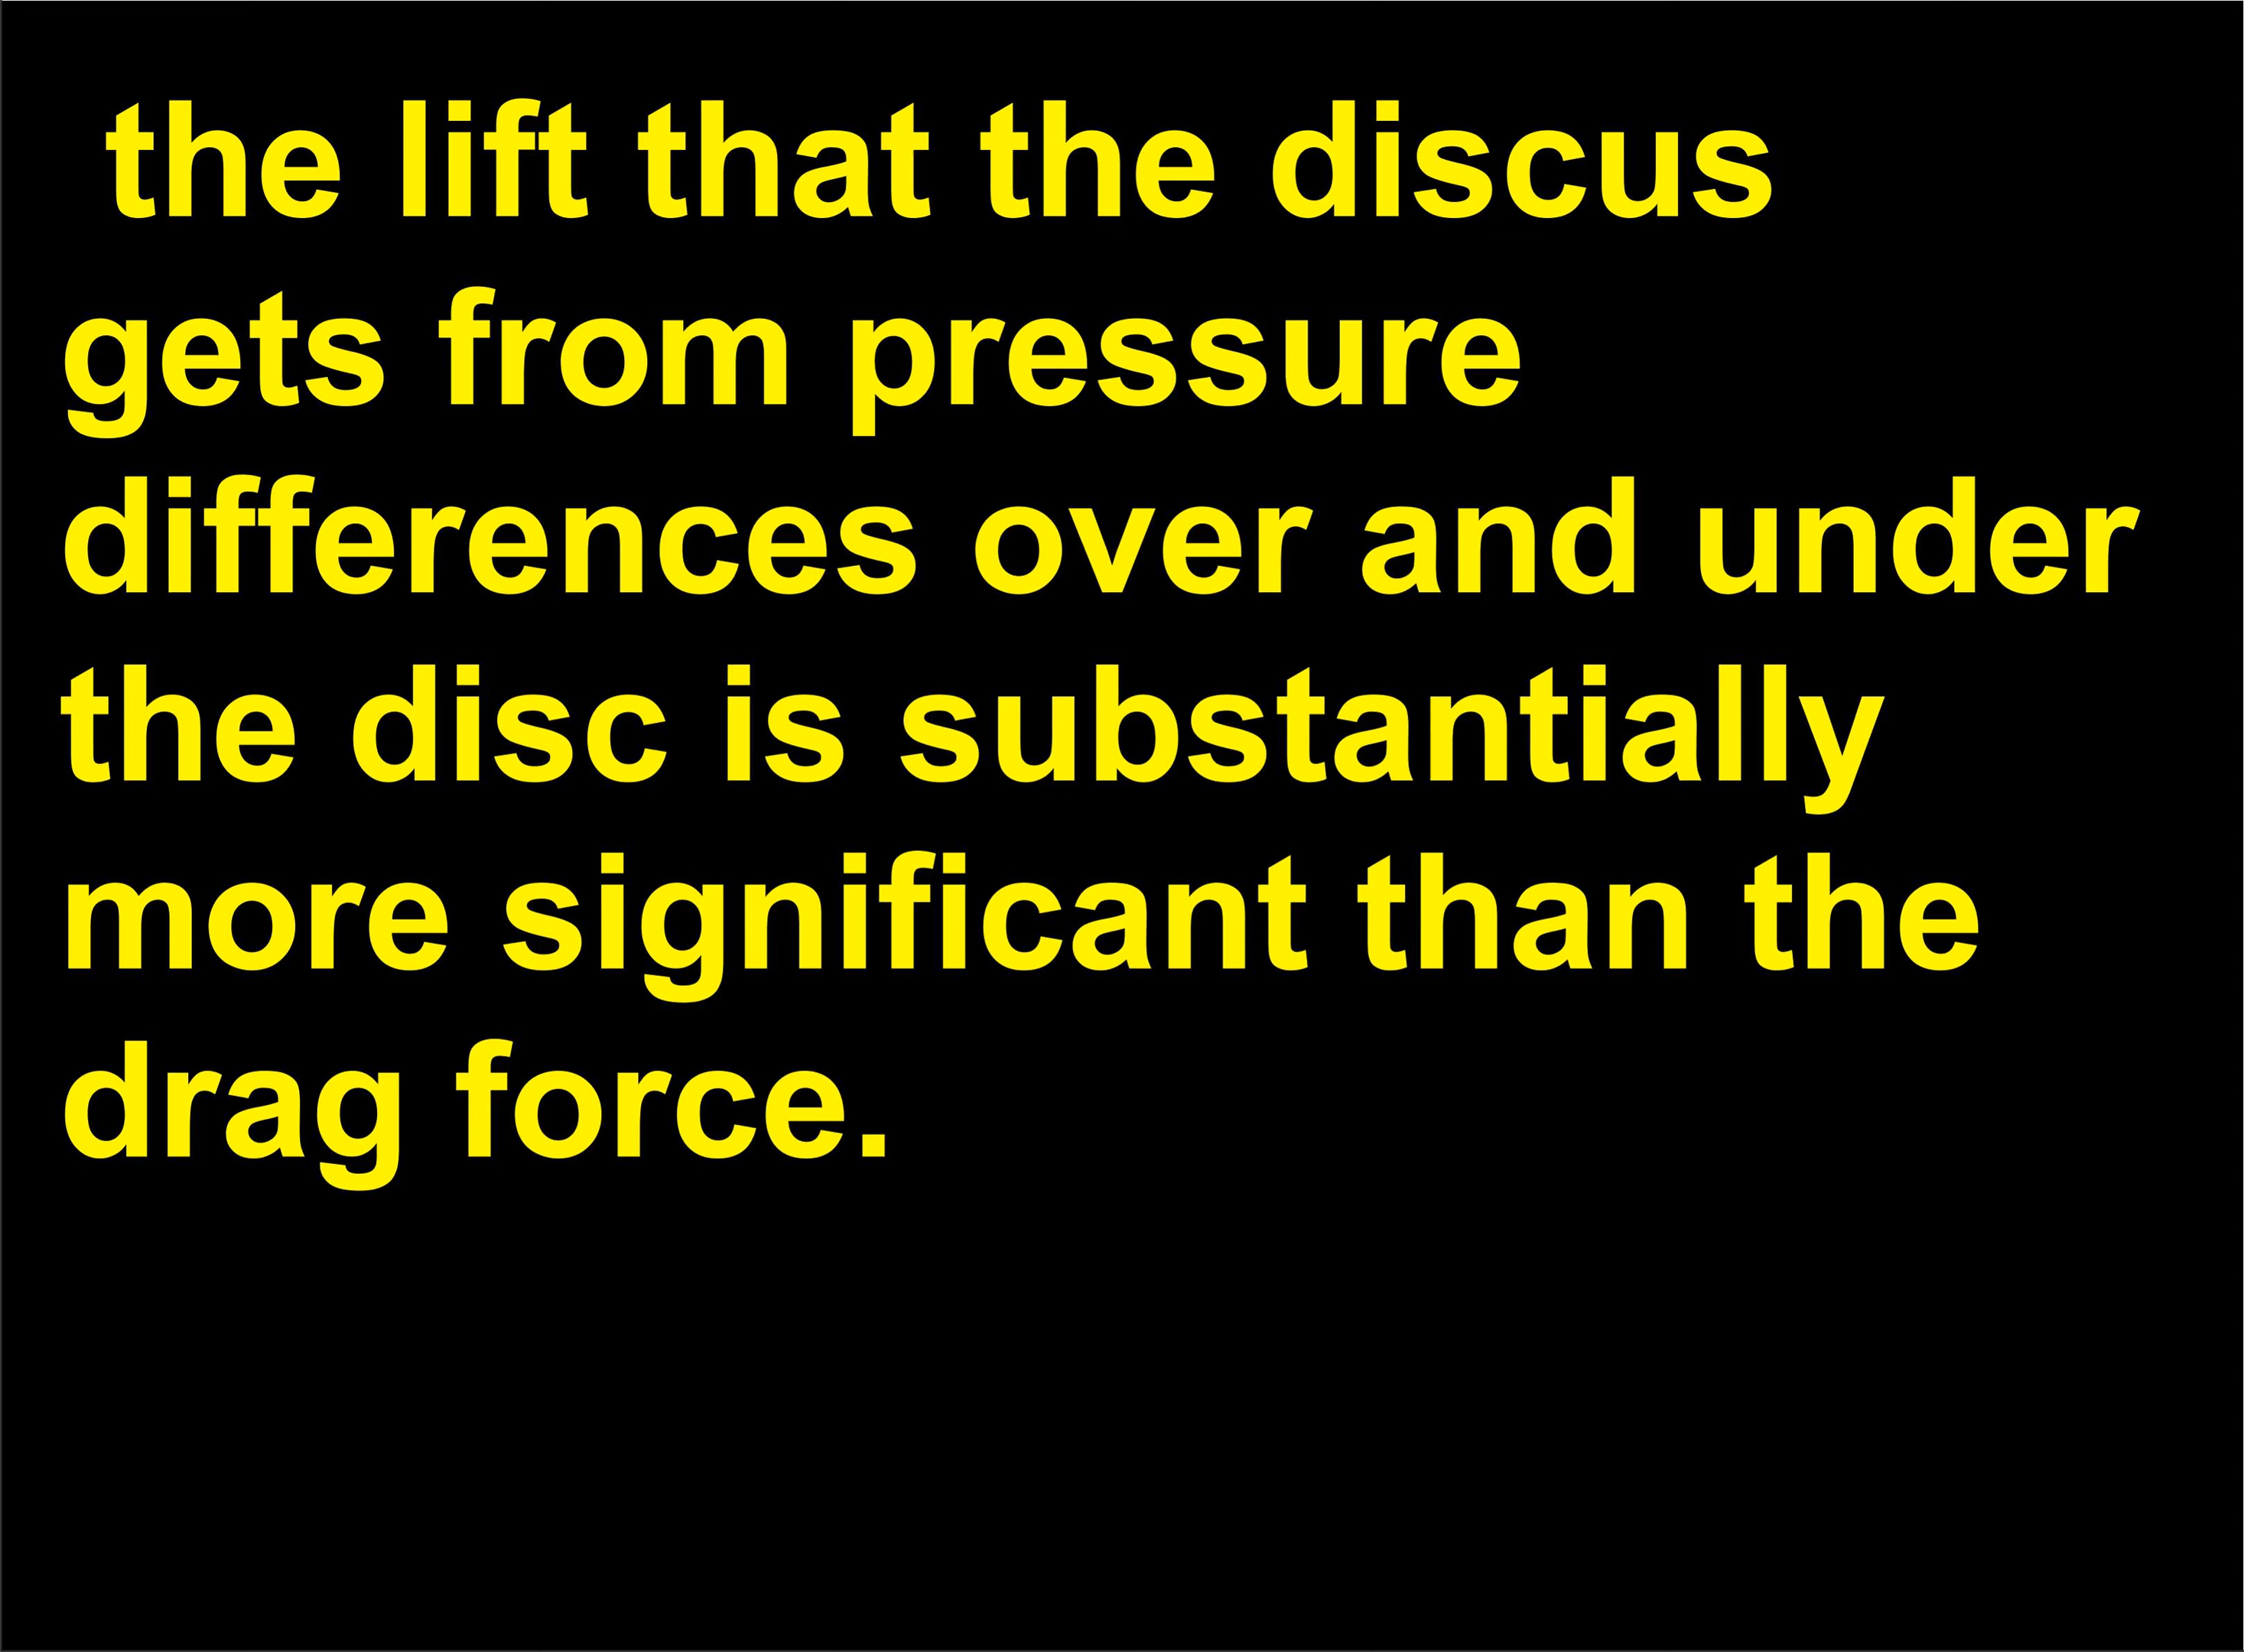 the lift that the discus
gets from pressure
differences over and under
the disc is substantially
more significant than the
drag force.